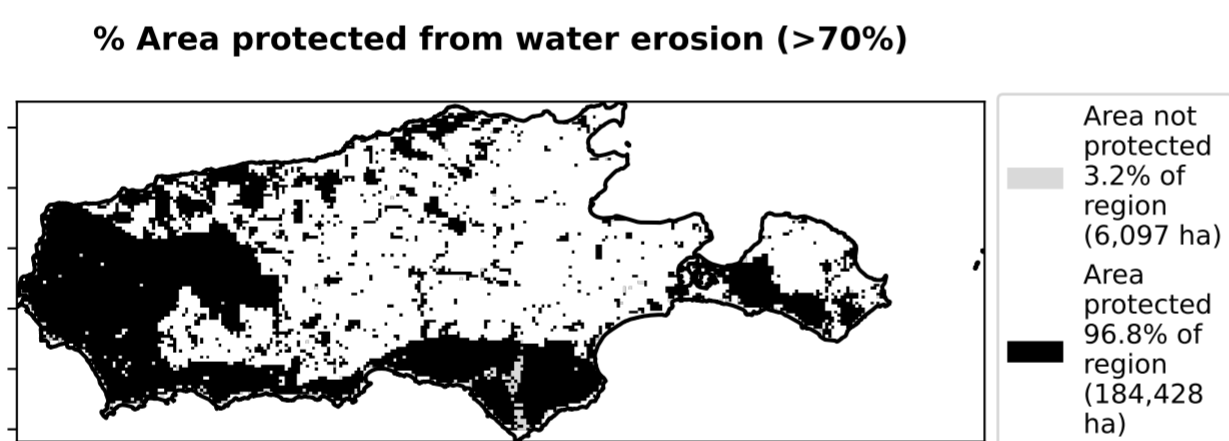 % Area protected from water erosion (>70%)
Area not
protected
3.2% of
region
(6,097 ha)
Area
protected
96.8% of
region
(184,428
ha)